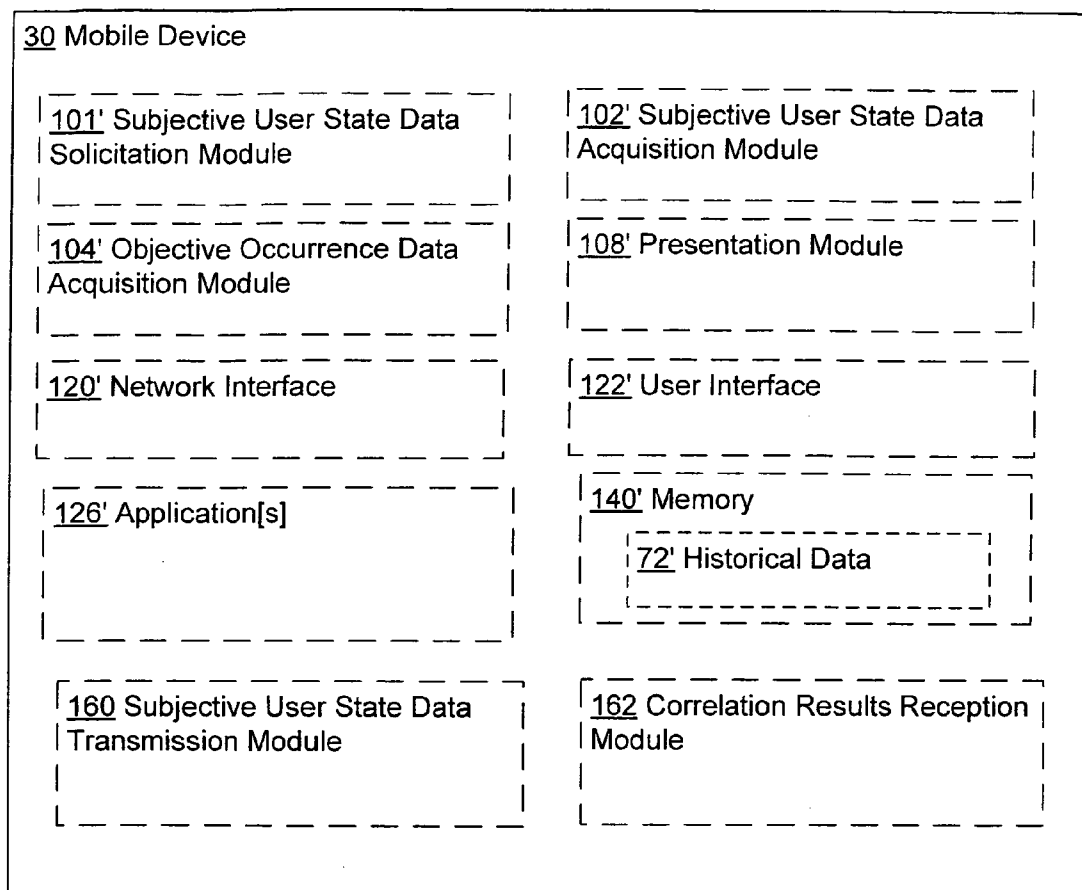 30 Mobile Device
101' Subjective User State Data
Solicitation Module
102' Subjective User State Data
Acquisition Module
104' Objective Occurrence Data
Acquisition Module
108' Presentation Module
120' Network Interface
122' User Interface
126' Application[s]
140' Memory
72' Historical Data
160 Subjective User State Data
Transmission Module
162 Correlation Results Reception
Module